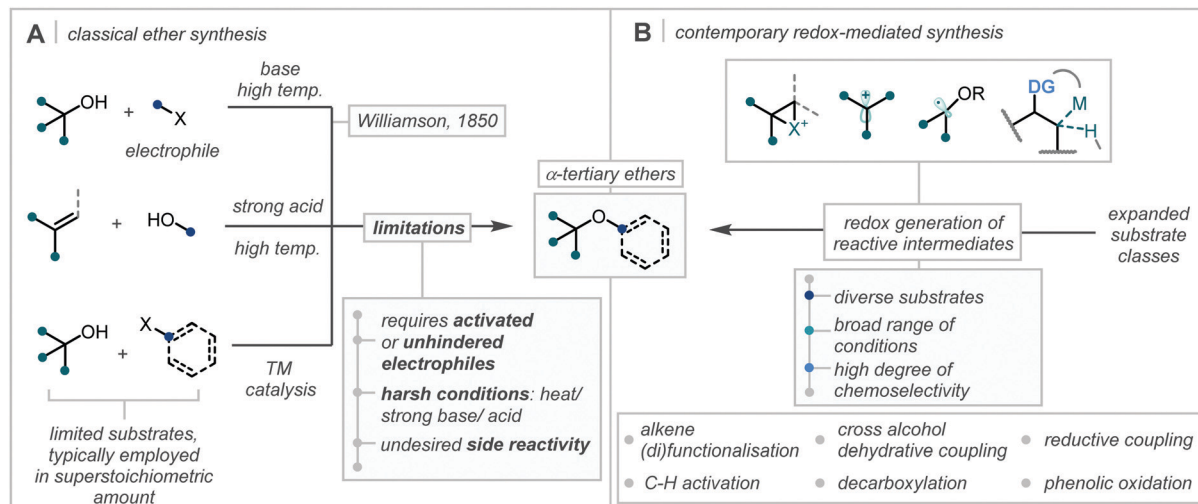 A | classical ether synthesis
OH
+
X
electrophile
base
high temp.
Williamson, 1850
+
HO
strong acid
high temp.
limitations
OH
+
X
TM
catalysis
limited substrates,
typically employed
in superstoichiometric
amount
requires activated
or unhindered
electrophiles
harsh conditions: heat/
strong base/ acid
undesired side reactivity
α-tertiary ethers
O
B | contemporary redox-mediated synthesis
X+
+
OR
DG
M
H
redox generation of
reactive intermediates
expanded
substrate
classes
diverse substrates
broad range of
conditions
high degree of
chemoselectivity
alkene
(di)functionalisation
cross alcohol
dehydrative coupling
reductive coupling
C-H activation
decarboxylation
phenolic oxidation